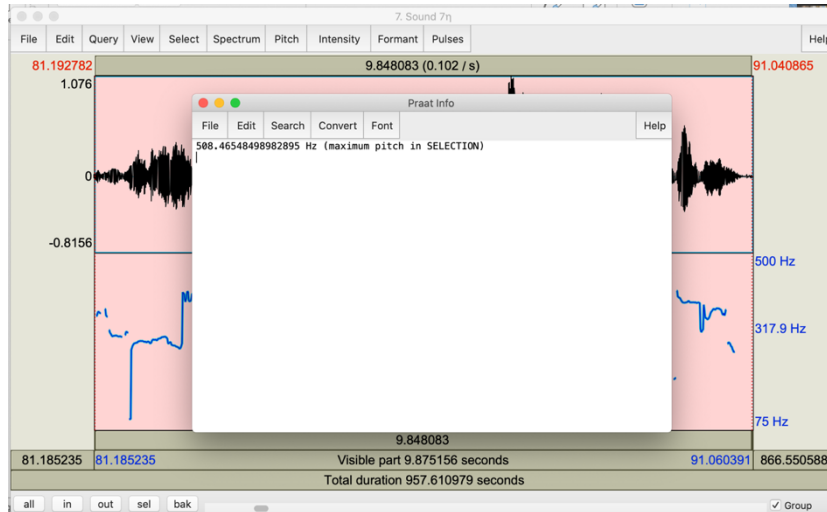 7. Sound 7η
File Edit Query View Select Spectrum Pitch Intensity Formant Pulses Help
81.192782 9.848083 (0.102 / s) 91.040865
1.076
Praat Info
File Edit Search Convert Font Help
508.46548498982895 Hz (maximum pitch in SELECTION)
0
-0.8156
500 Hz
317.9 Hz
75 Hz
9.848083
81.185235 81.185235 Visible part 9.875156 seconds 91.060391 866.550588
Total duration 957.610979 seconds
all in out sel bak Group